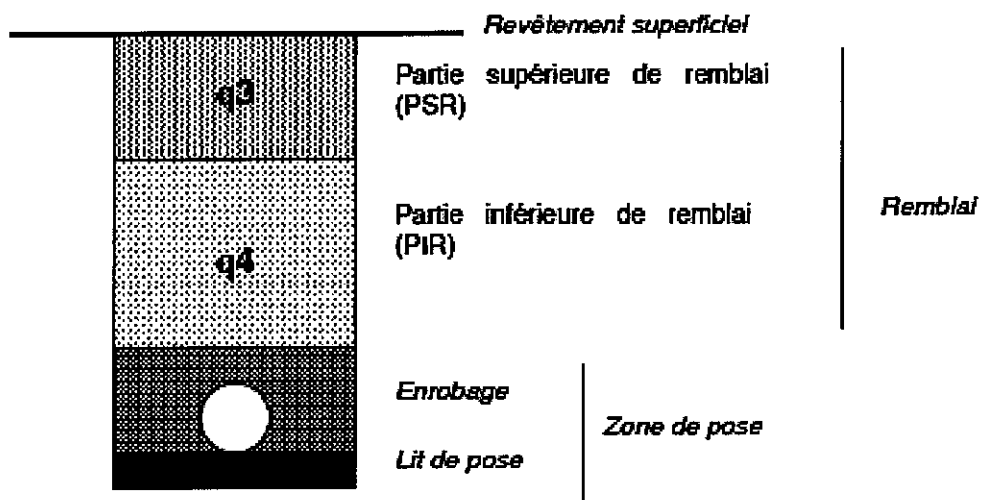 Revêtement superficiel
q3
Partie supérieure de remblai
(PSR)
q4
Partie inférieure de remblai
(PIR)
Remblai
Enrobage
Lit de pose
Zone de pose